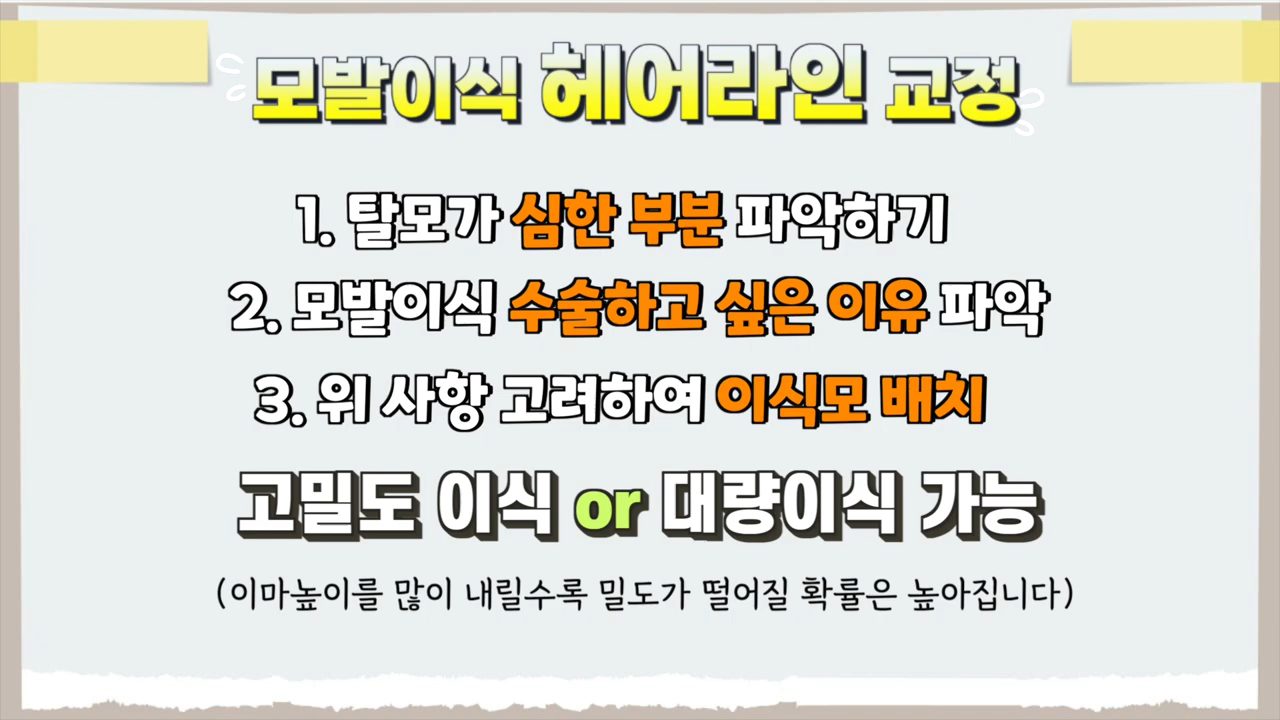 모발이식 헤어라인 교정
1. 탈모가 심한 부분 파악하기
2. 모발이식 수술하고 싶은 이유 파악
3. 위 사항 고려하여 이식모 배치
고밀도 이식 or 대량이식 가능
(이마높이를 많이 내릴수록 밀도가 떨어질 확률은 높아집니다)